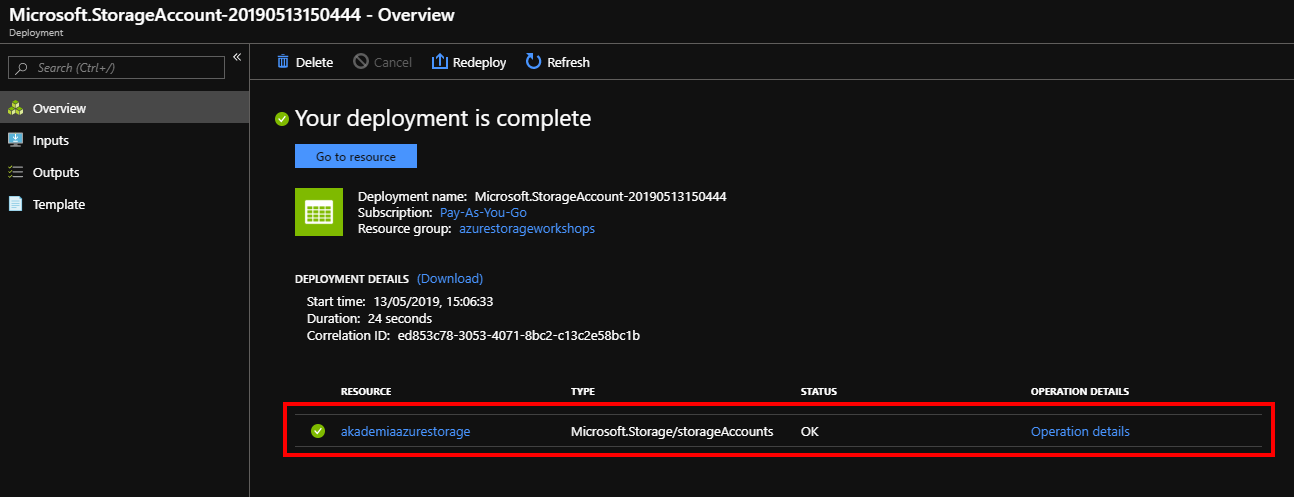 Microsoft.StorageAccount-20190513150444 - Overview
Deployment
Search (Ctrl+/)
«
Overview
Inputs
Outputs
Template
Delete
Cancel
Redeploy
Refresh
Your deployment is complete
Go to resource
Deployment name: Microsoft.StorageAccount-20190513150444
Subscription: Pay-As-You-Go
Resource group: azurestorageworkshops
DEPLOYMENT DETAILS (Download)
Start time: 13/05/2019, 15:06:33
Duration: 24 seconds
Correlation ID: ed853c78-3053-4071-8bc2-c13c2e58bc1b
RESOURCE TYPE STATUS OPERATION DETAILS
akademiaazurestorage Microsoft.Storage/storageAccounts OK Operation details